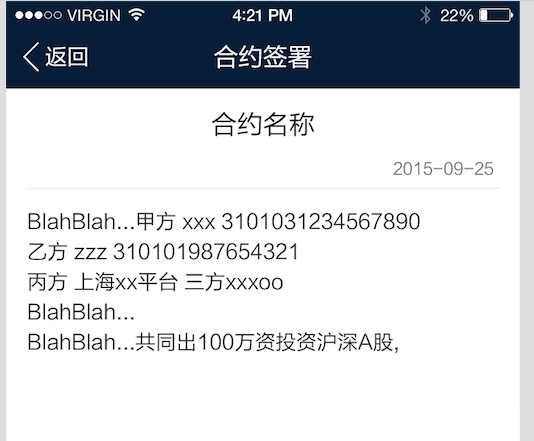 VIRGIN 4:21 PM 22%
返回 合约签署
合约名称
2015-09-25
BlahBlah...甲方 xxx 3101031234567890
乙方 zzz 310101987654321
丙方 上海xx平台 三方xxxoo
BlahBlah...
BlahBlah...共同出100万资投资沪深A股,